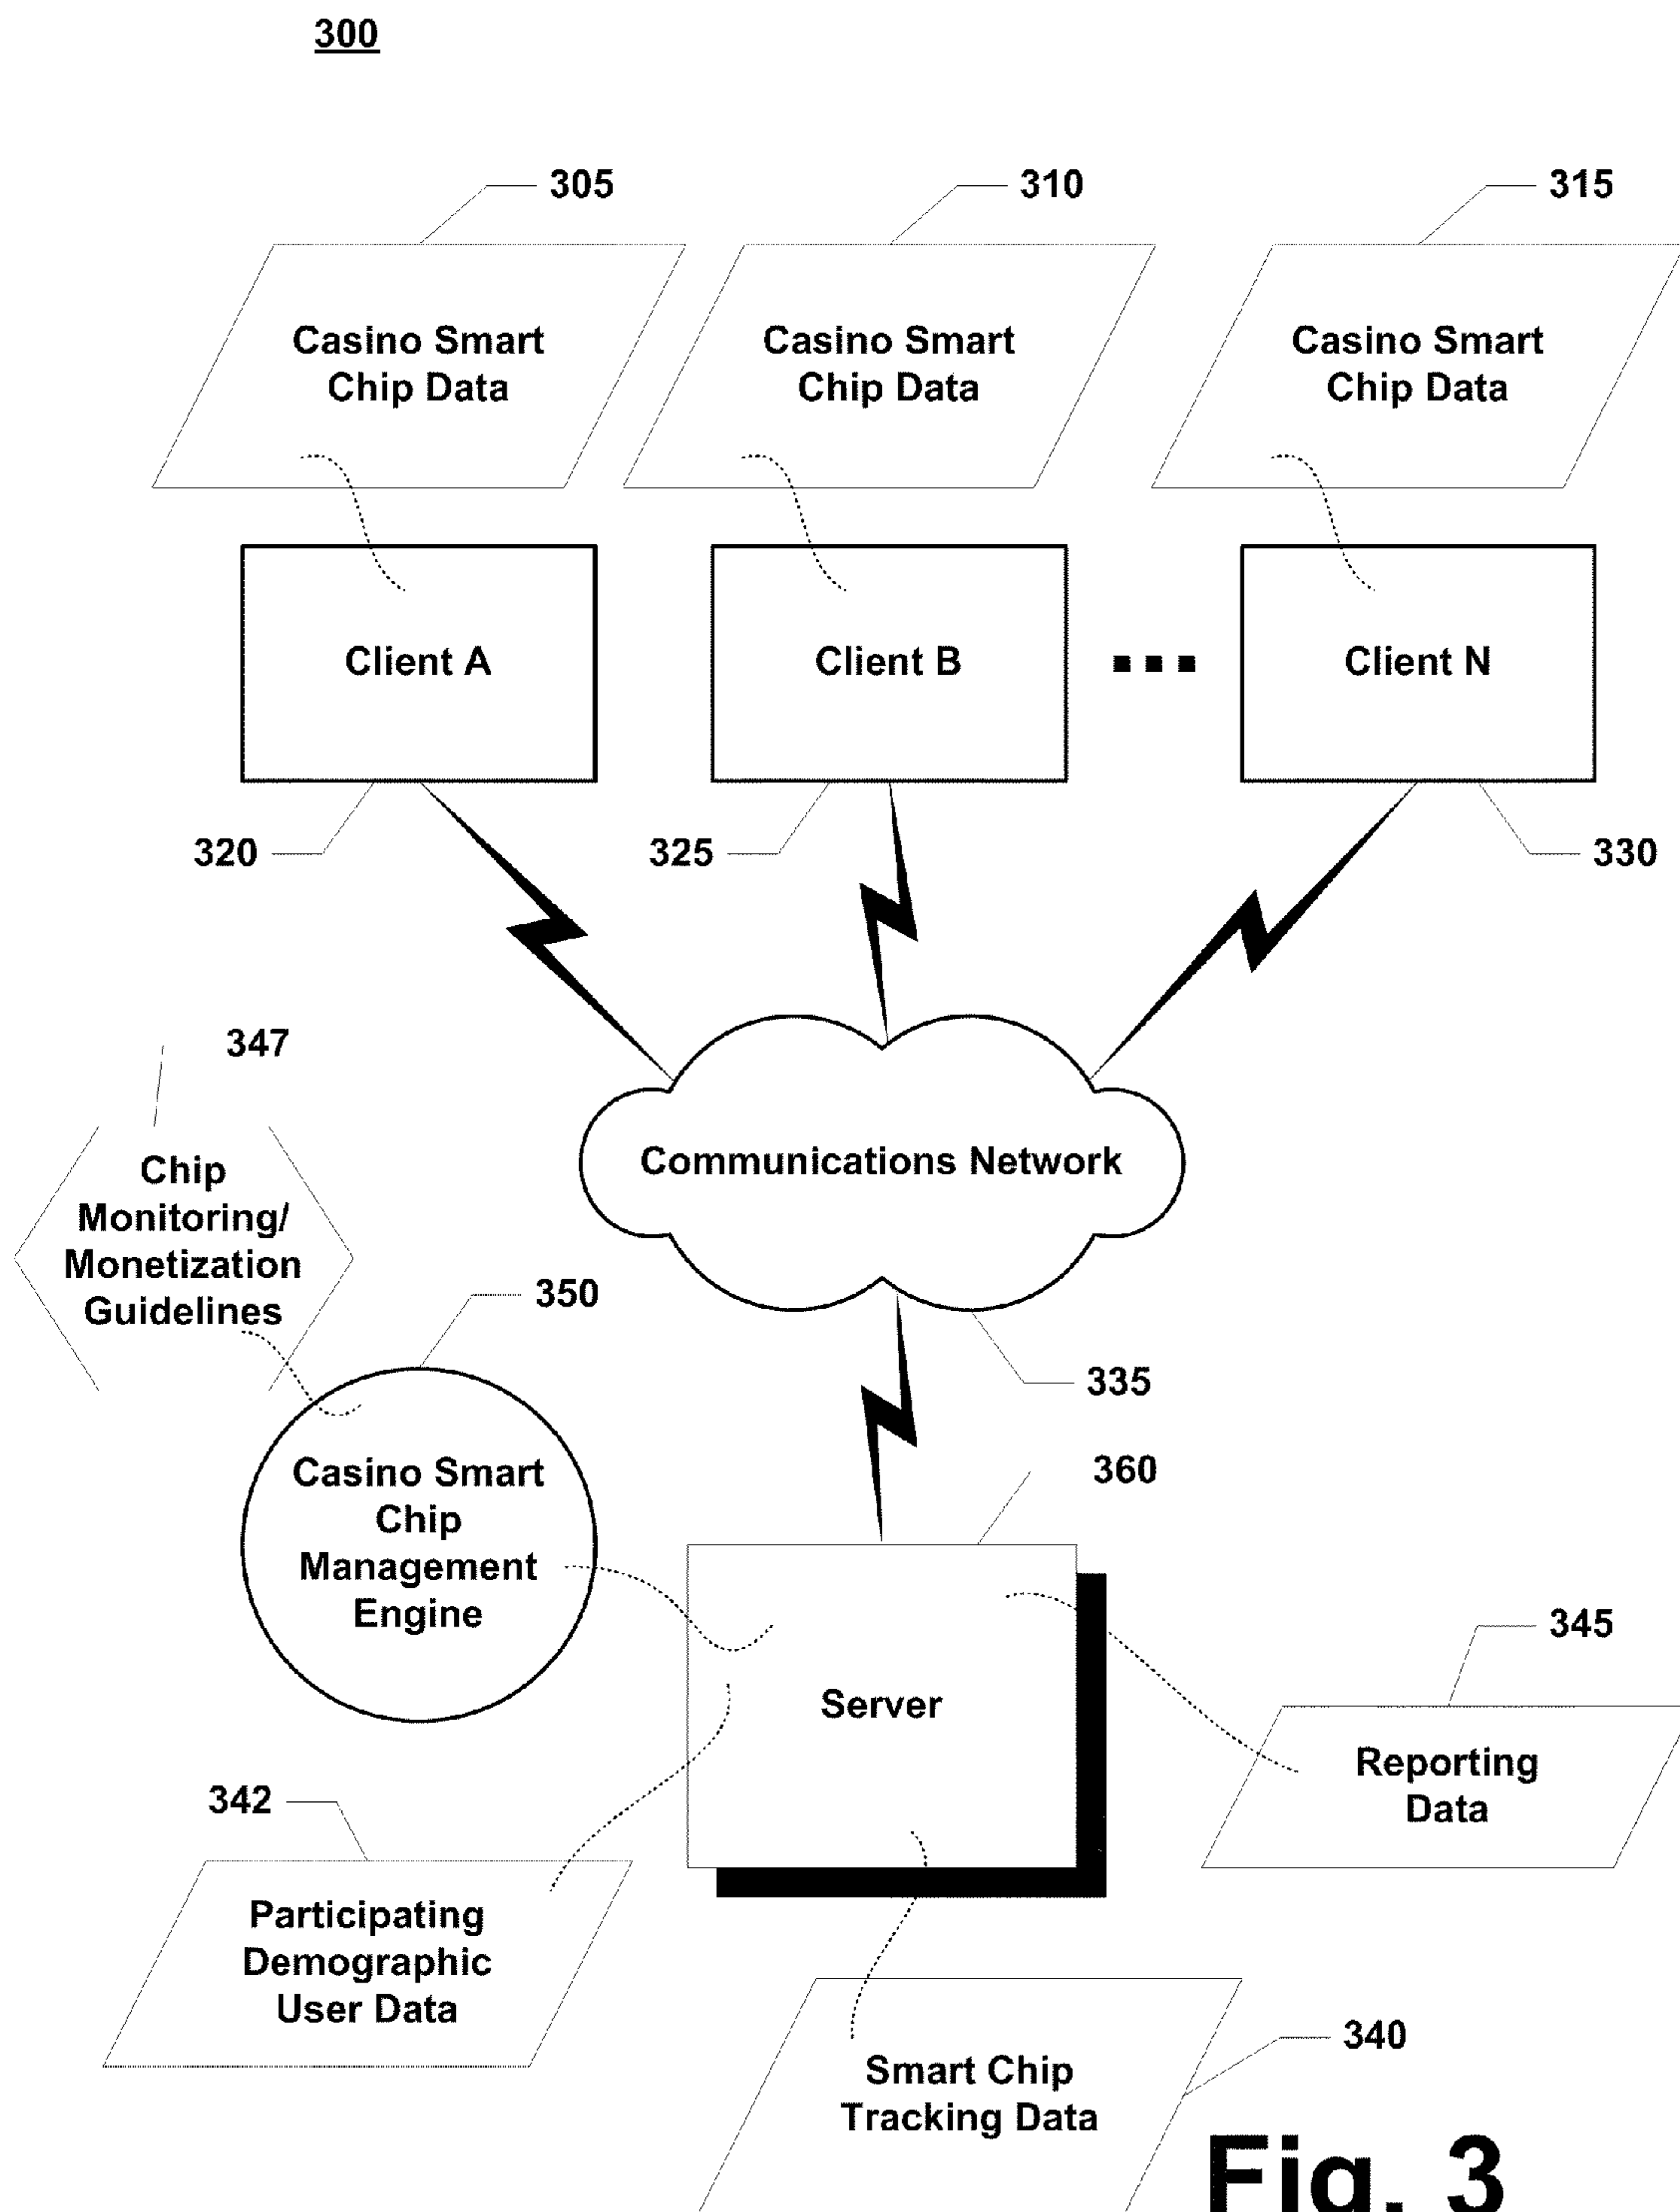 300
305
310
315
Casino Smart
Chip Data
Casino Smart
Chip Data
Casino Smart
Chip Data
Client A
Client B
Client N
320
325
330
347
Chip
Monitoring/
Monetization
Guidelines
Communications Network
350
335
Casino Smart
Chip
Management
Engine
360
Server
345
Reporting
Data
342
Participating
Demographic
User Data
340
Smart Chip
Tracking Data
Fig. 3